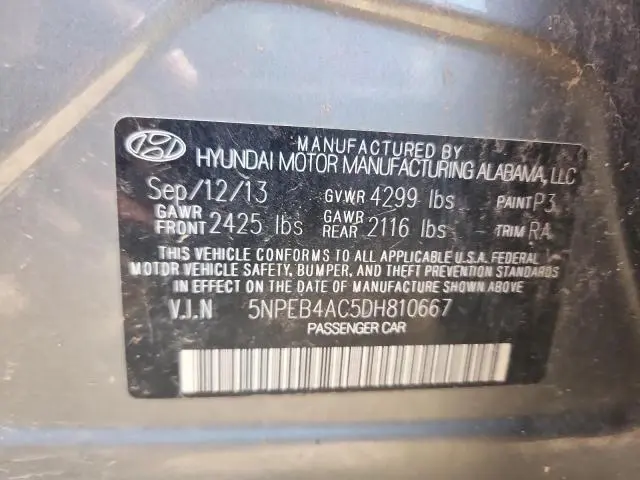 MANUFACTURED BY
HYUNDAI MOTOR MANUFACTURING ALABAMA, LLC
Sep/12/13 GVWR 4299 lbs PAINT P3
GAWR FRONT 2425 lbs GAWR REAR 2116 lbs TRIM RA
THIS VEHICLE CONFORMS TO ALL APPLICABLE U.S.A. FEDERAL
MOTOR VEHICLE SAFETY, BUMPER, AND THEFT PREVENTION STANDARDS
IN EFFECT ON THE DATE OF MANUFACTURE SHOWN ABOVE.
V.I.N 5NPEB4AC5DH810667
PASSENGER CAR